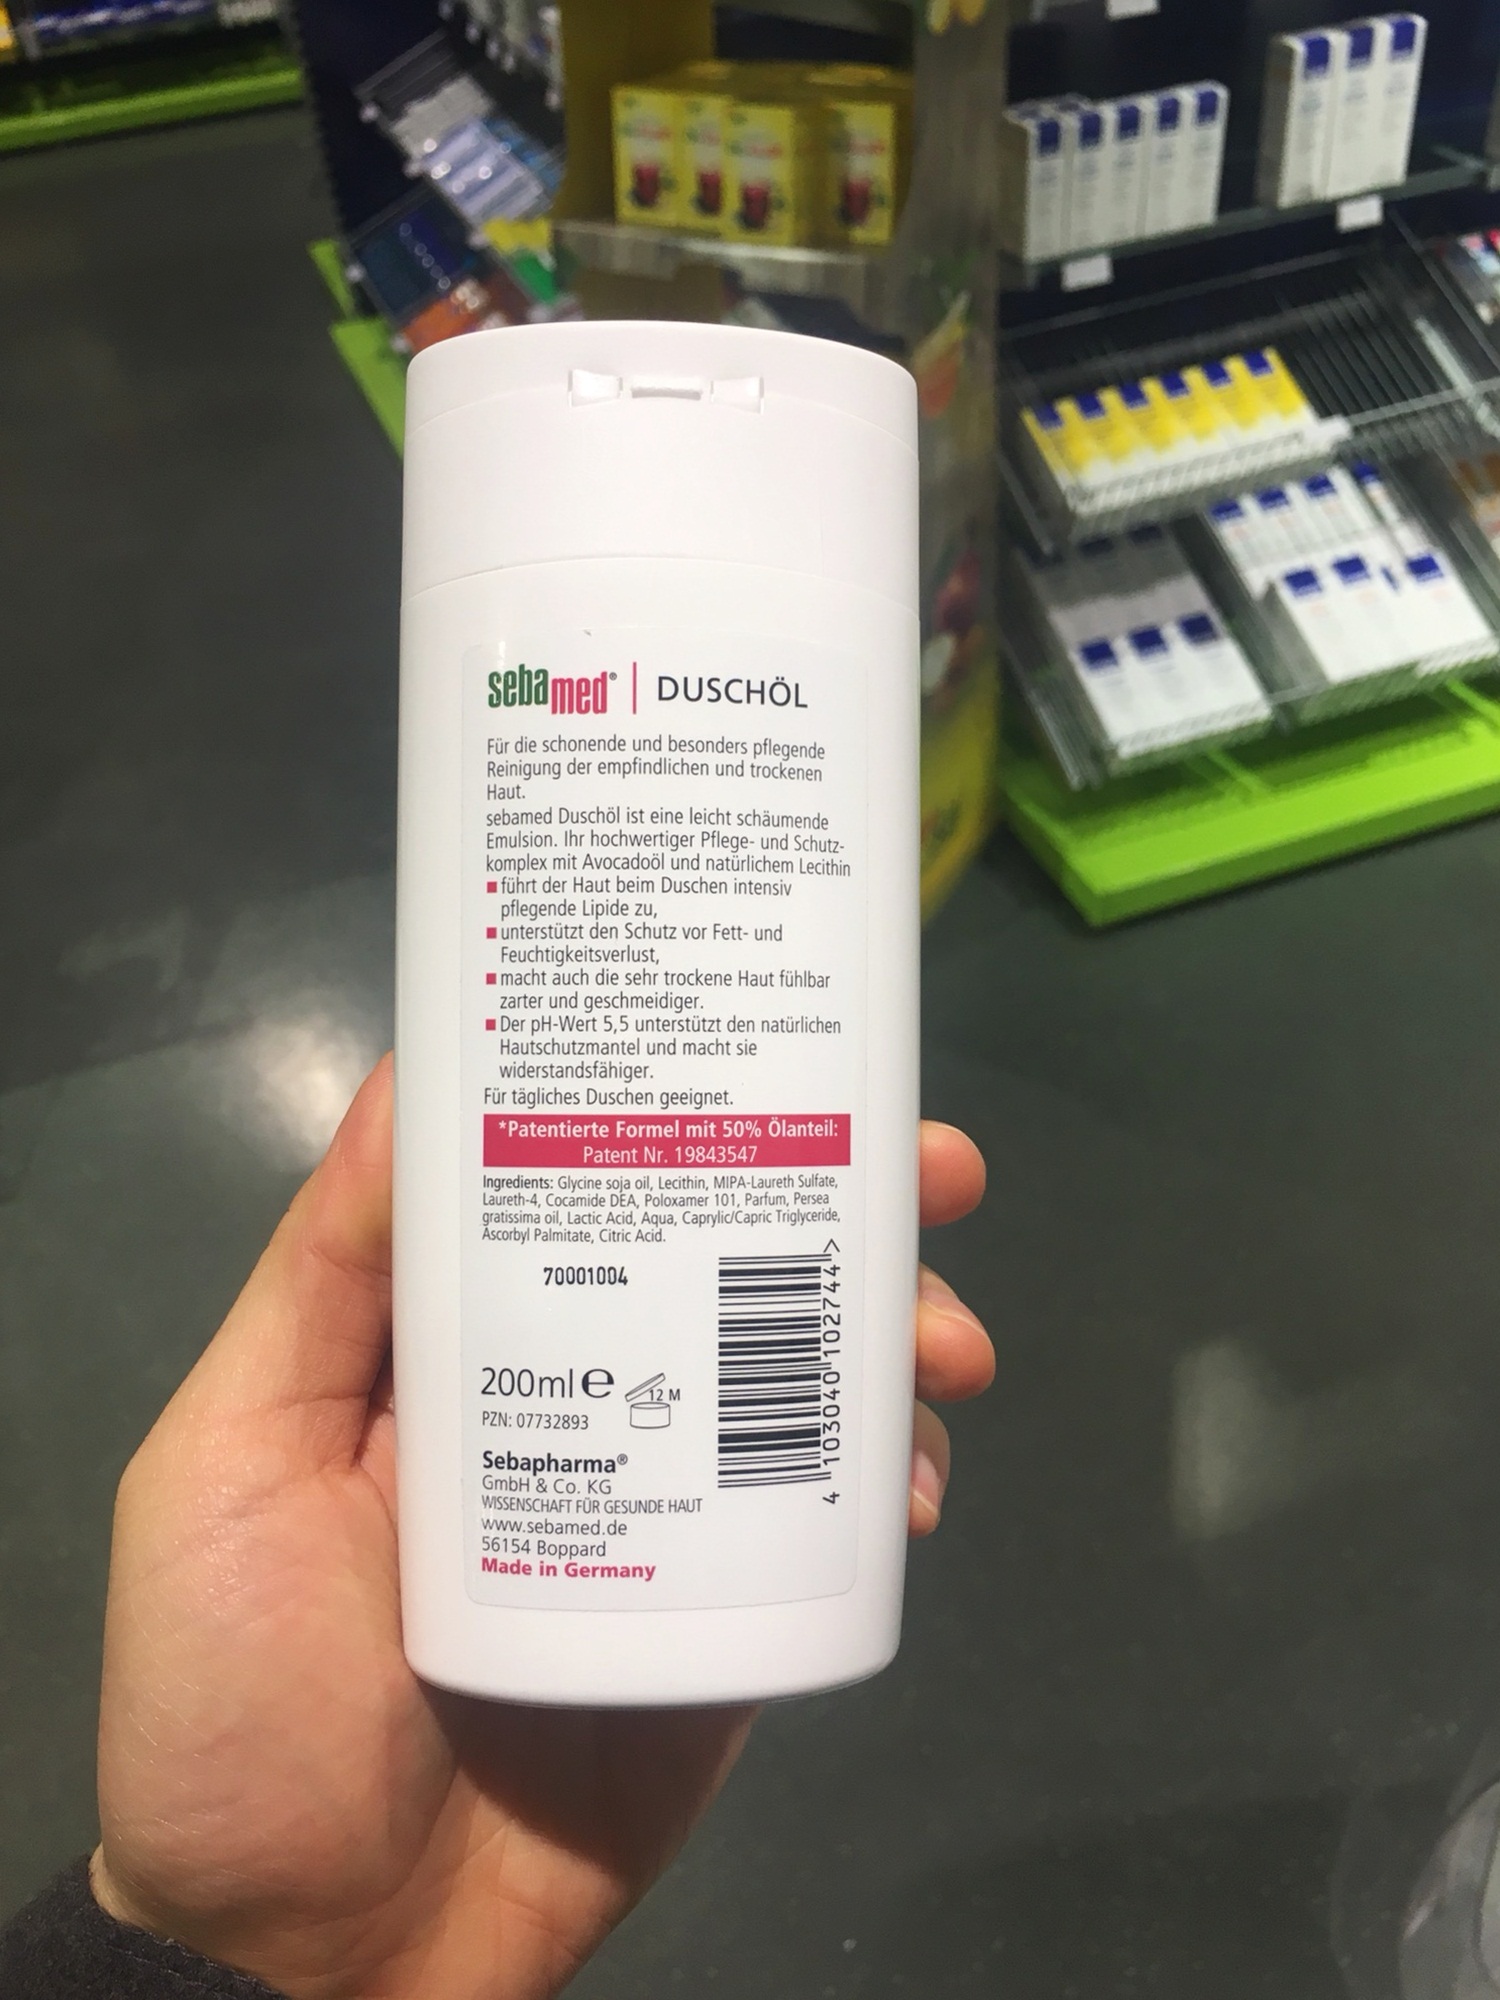 sebamed® | DUSCHÖL
Für die schonende und besonders pflegende
Reinigung der empfindlichen und trockenen
Haut.
sebamed Duschöl ist eine leicht schäumende
Emulsion. Ihr hochwertiger Pflege- und Schutz-
komplex mit Avocadoöl und natürlichem Lecithin
■ führt der Haut beim Duschen intensiv
pflegende Lipide zu,
■ unterstützt den Schutz vor Fett- und
Feuchtigkeitsverlust,
■ macht auch die sehr trockene Haut fühlbar
zarter und geschmeidiger.
■ Der pH-Wert 5,5 unterstützt den natürlichen
Hautschutzmantel und macht sie
widerstandsfähiger.
Für tägliches Duschen geeignet.
*Patentierte Formel mit 50% Ölanteil:
Patent Nr. 19843547
Ingredients: Glycine soja oil, Lecithin, MIPA-Laureth Sulfate,
Laureth-4, Cocamide DEA, Poloxamer 101, Parfum, Persea
gratissima oil, Lactic Acid, Aqua, Caprylic/Capric Triglyceride,
Ascorbyl Palmitate, Citric Acid.
70001004
4 103040 102744 >
200ml e
12 M
PZN: 07732893
Sebapharma®
GmbH & Co. KG
WISSENSCHAFT FÜR GESUNDE HAUT
www.sebamed.de
56154 Boppard
Made in Germany